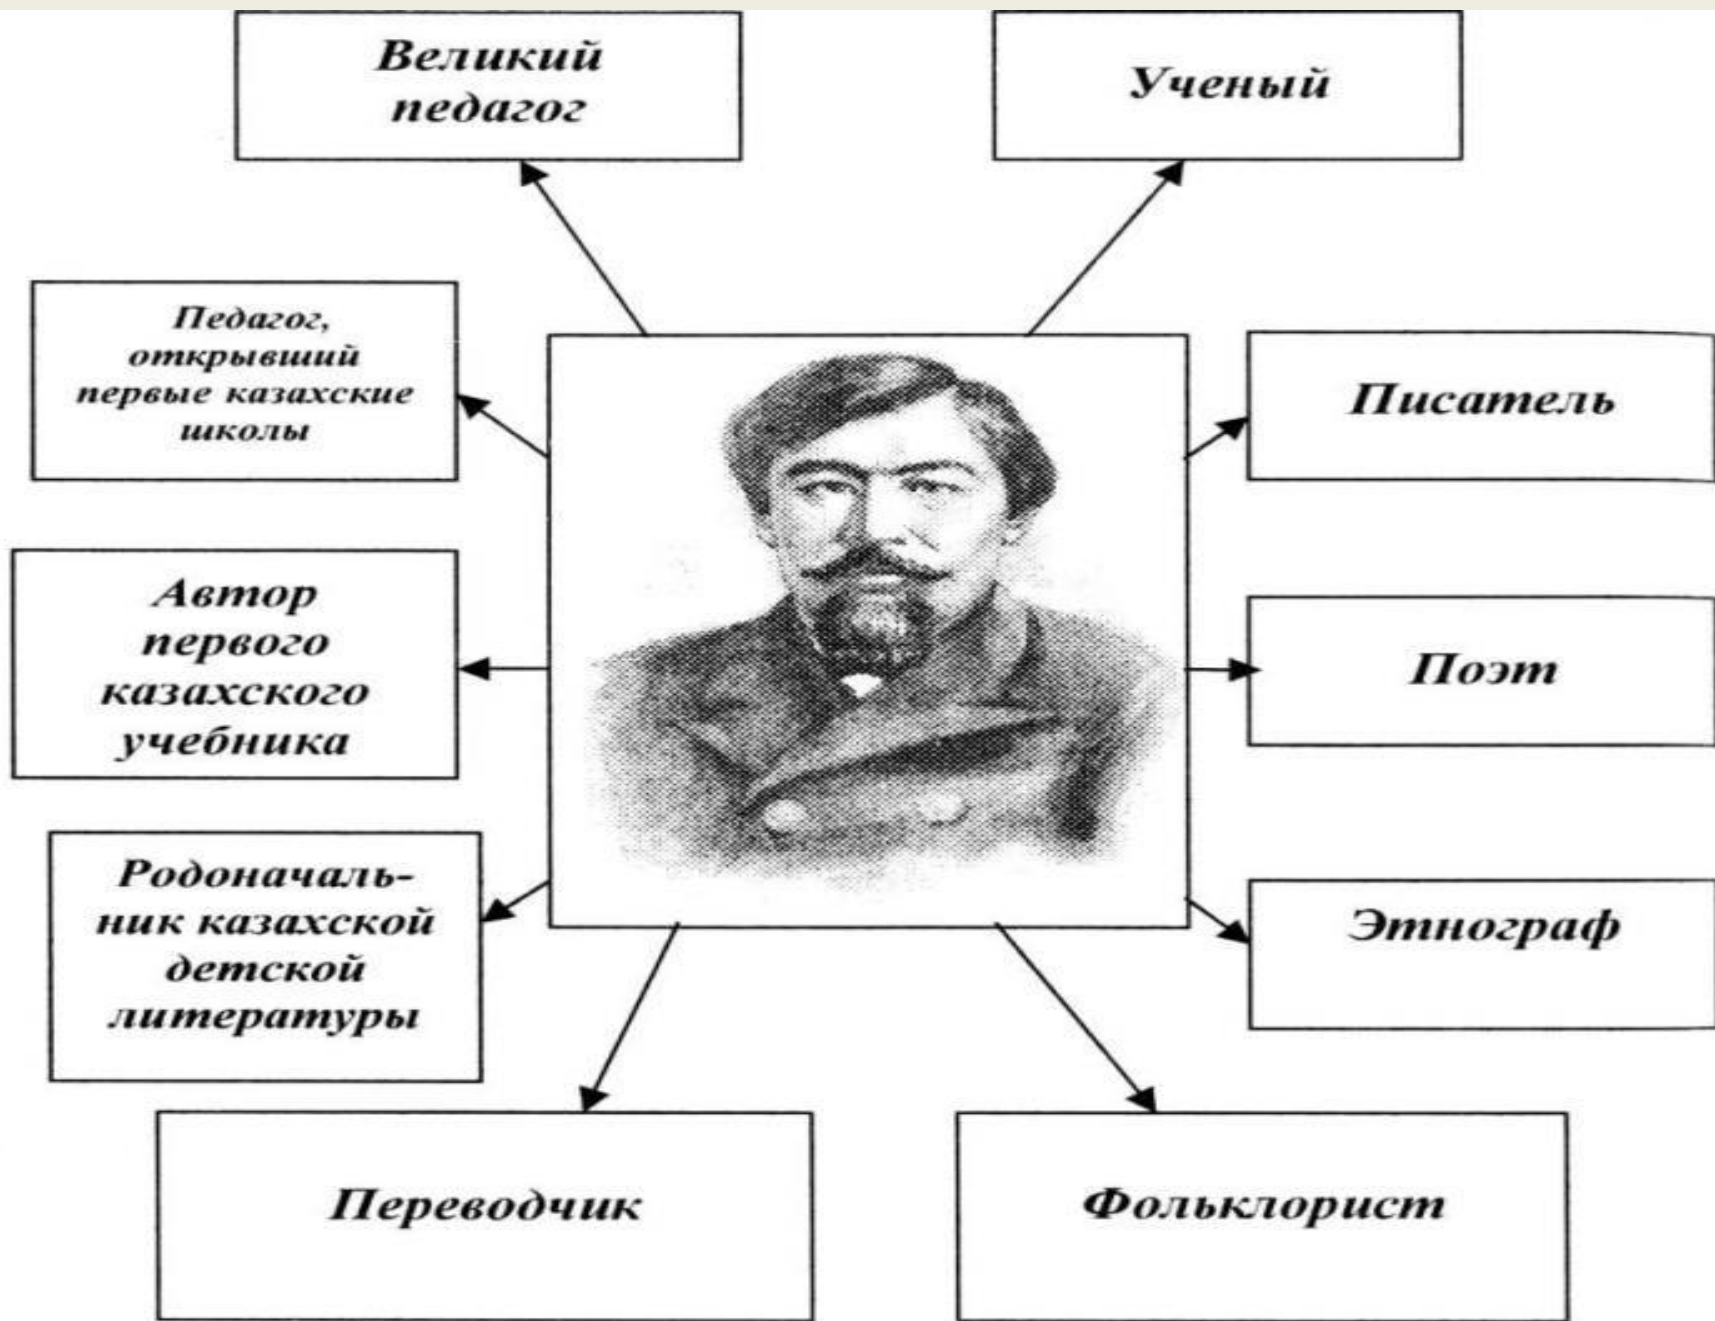 Великий
педагог
Ученый
Педагог,
открывший
первые казахские
школы
Писатель
Автор
первого
казахского
учебника
Поэт
Родоначаль-
ник казахской
детской
литературы
Этнограф
Переводчик
Фольклорист